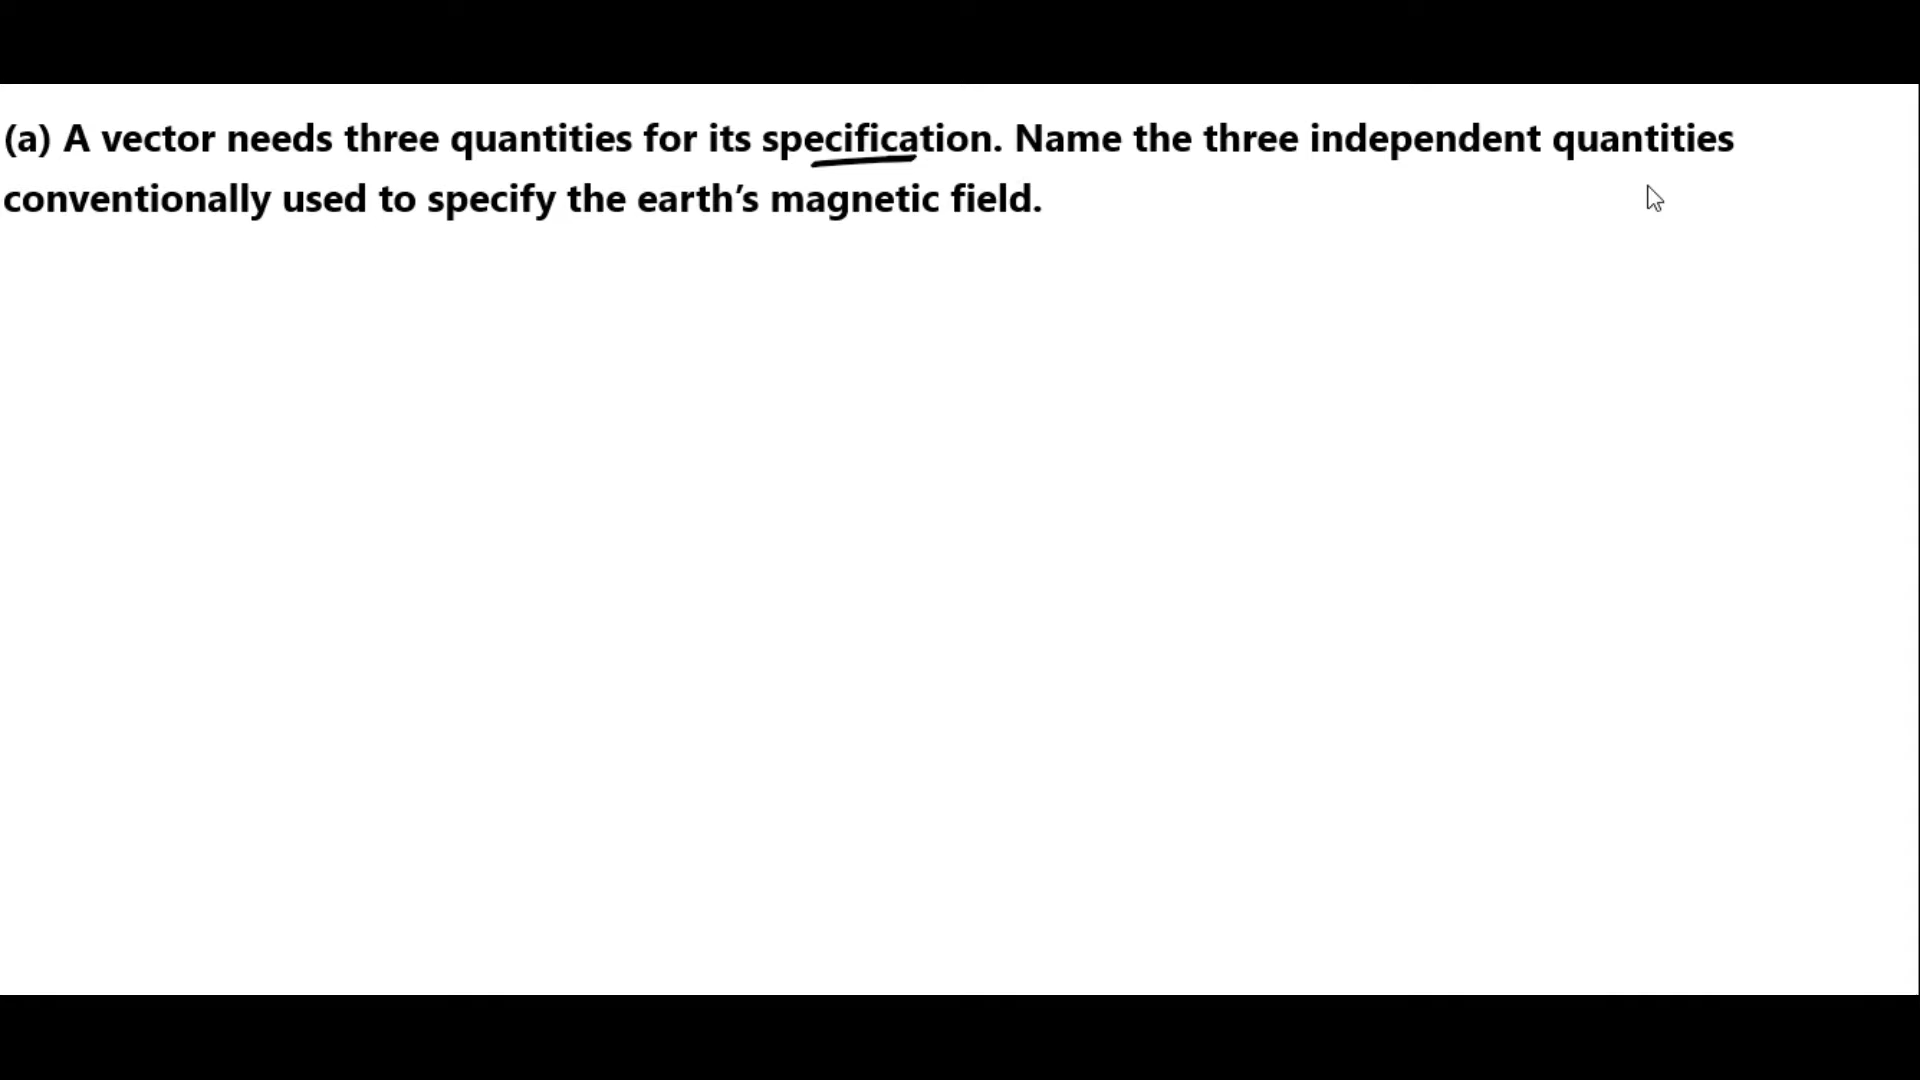 (a) A vector needs three quantities for its specification. Name the three independent quantities
conventionally used to specify the earth’s magnetic field.